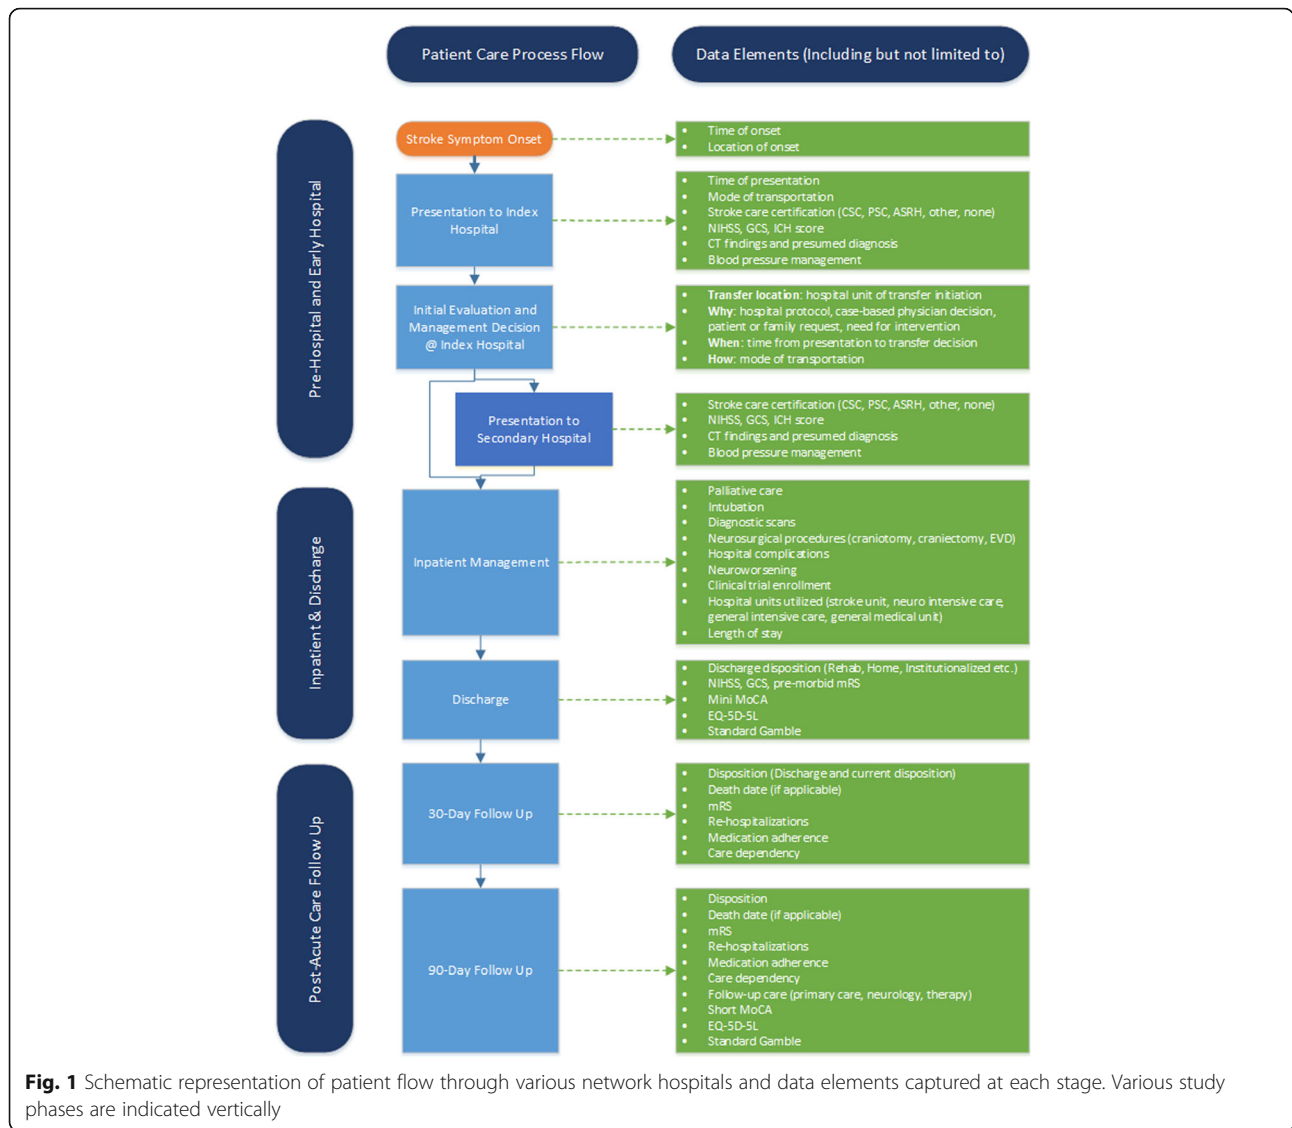 Patient Care Process Flow
Data Elements (Including but not limited to)
Pre-Hospital and Early Hospital
Stroke Symptom Onset
• Time of onset
• Location of onset
Presentation to Index
Hospital
• Time of presentation
• Mode of transportation
• Stroke care certification (CSC, PSC, ASRH, other, none)
• NIHSS, GCS, ICH score
• CT findings and presumed diagnosis
• Blood pressure management
Initial Evaluation and
Management Decision
@ Index Hospital
• Transfer location: hospital unit of transfer initiation
• Why: hospital protocol, case-based physician decision,
patient or family request, need for intervention
• When: time from presentation to transfer decision
• How: mode of transportation
Presentation to
Secondary Hospital
• Stroke care certification (CSC, PSC, ASRH, other, none)
• NIHSS, GCS, ICH score
• CT findings and presumed diagnosis
• Blood pressure management
Inpatient & Discharge
Inpatient Management
• Palliative care
• Intubation
• Diagnostic scans
• Neurosurgical procedures (craniotomy, craniectomy, EVD)
• Hospital complications
• Neuroworsening
• Clinical trial enrollment
• Hospital units utilized (stroke unit, neuro intensive care,
general intensive care, general medical unit)
• Length of stay
Discharge
• Discharge disposition (Rehab, Home, Institutionalized etc.)
• NIHSS, GCS, pre-morbid mRS
• Mini MoCA
• EQ-5D-5L
• Standard Gamble
Post-Acute Care Follow Up
30-Day Follow Up
• Disposition (Discharge and current disposition)
• Death date (if applicable)
• mRS
• Re-hospitalizations
• Medication adherence
• Care dependency
90-Day Follow Up
• Disposition
• Death date (if applicable)
• mRS
• Re-hospitalizations
• Medication adherence
• Care dependency
• Follow-up care (primary care, neurology, therapy)
• Short MoCA
• EQ-5D-5L
• Standard Gamble
Fig. 1 Schematic representation of patient flow through various network hospitals and data elements captured at each stage. Various study
phases are indicated vertically